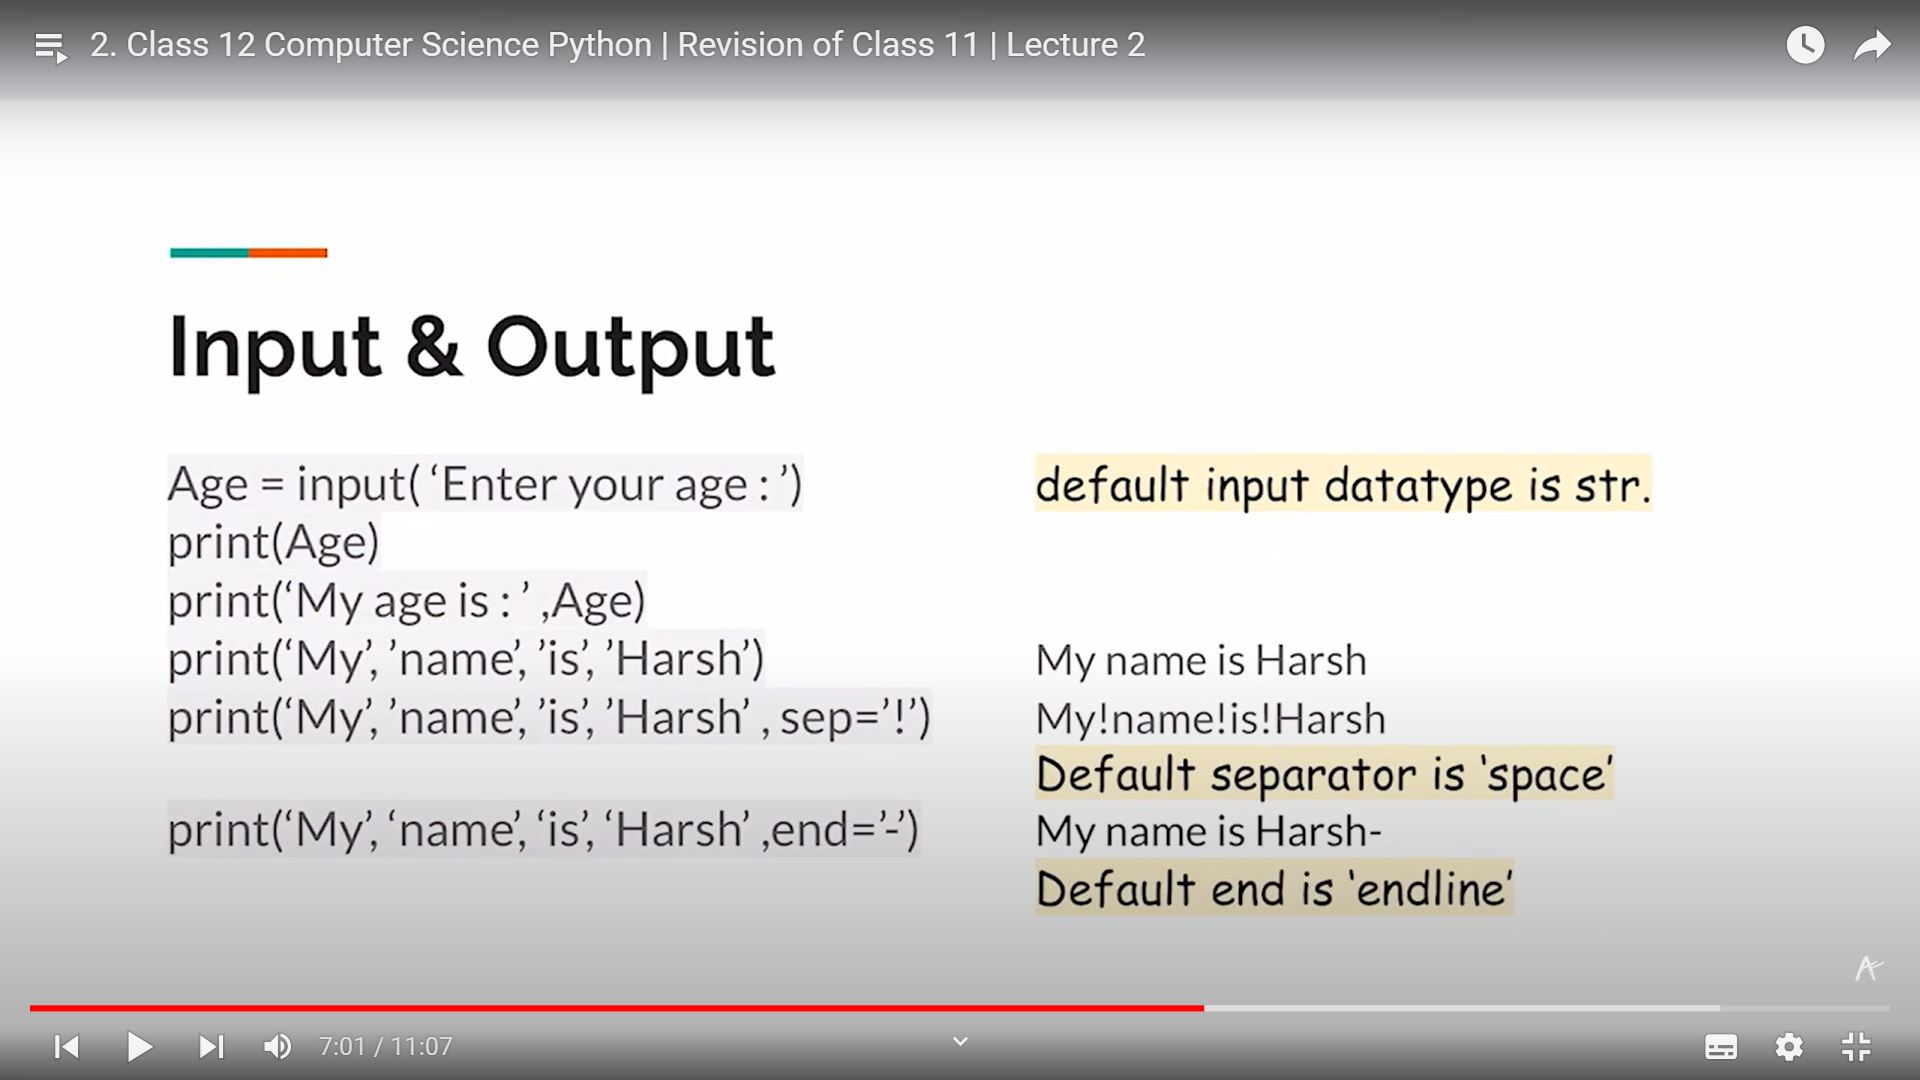 2. Class 12 Computer Science Python | Revision of Class 11 | Lecture 2
Input & Output
Age = input( ‘Enter your age : ’)
print(Age)
print(‘My age is : ’ ,Age)
print(‘My’, ’name’, ’is’, ’Harsh’)
print(‘My’, ’name’, ’is’, ’Harsh’ , sep=’!’)
print(‘My’, ‘name’, ‘is’, ‘Harsh’ ,end=’-’)
default input datatype is str.
My name is Harsh
My!name!is!Harsh
Default separator is ‘space’
My name is Harsh-
Default end is ‘endline’
7:01 / 11:07